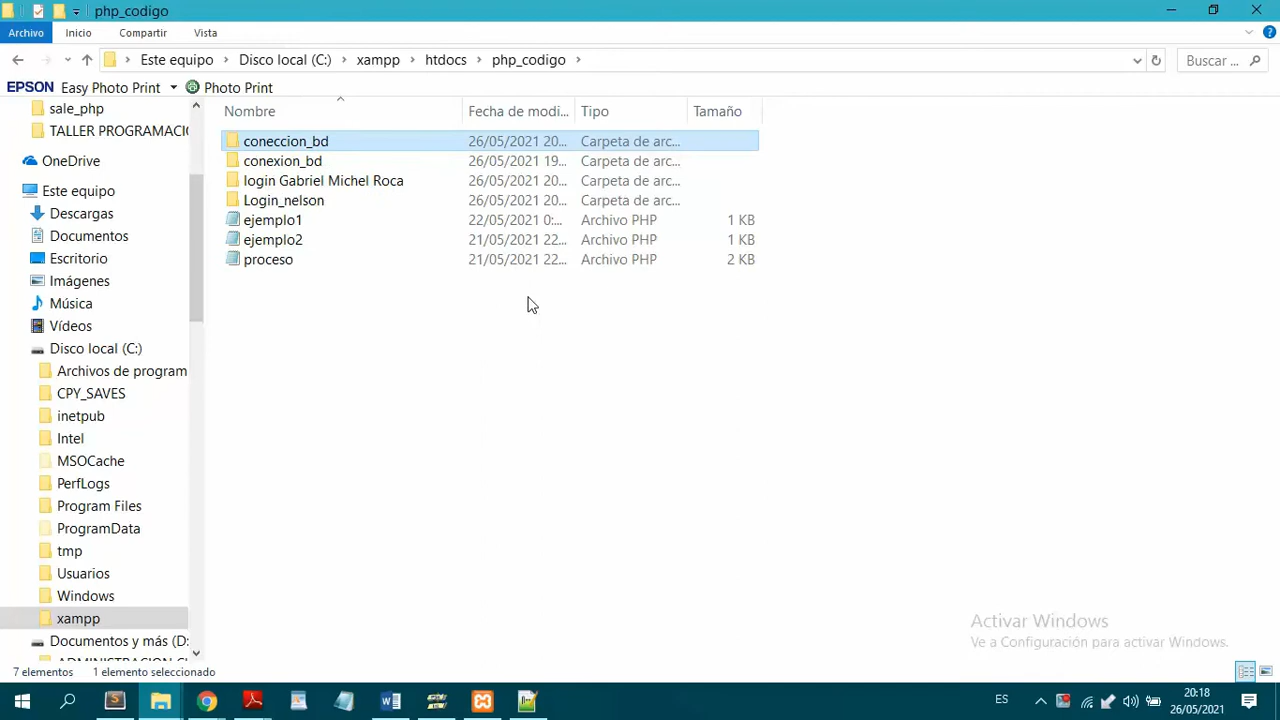 php_codigo
Archivo Inicio Compartir Vista
Este equipo Disco local (C:) xampp htdocs php_codigo Buscar ...
EPSON Easy Photo Print Photo Print
Nombre Fecha de modi... Tipo Tamaño
coneccion_bd 26/05/2021 20... Carpeta de arc...
conexion_bd 26/05/2021 19... Carpeta de arc...
login Gabriel Michel Roca 26/05/2021 20... Carpeta de arc...
Login_nelson 26/05/2021 20... Carpeta de arc...
ejemplo1 22/05/2021 0:... Archivo PHP 1 KB
ejemplo2 21/05/2021 22... Archivo PHP 1 KB
proceso 21/05/2021 22... Archivo PHP 2 KB
sale_php
TALLER PROGRAMACI
OneDrive
Este equipo
Descargas
Documentos
Escritorio
Imágenes
Música
Vídeos
Disco local (C:)
Archivos de program
CPY_SAVES
inetpub
Intel
MSOCache
PerfLogs
Program Files
ProgramData
tmp
Usuarios
Windows
xampp
Documentos y más (D:
Activar Windows
Ve a Configuración para activar Windows.
7 elementos 1 elemento seleccionado
ES 20:18
26/05/2021